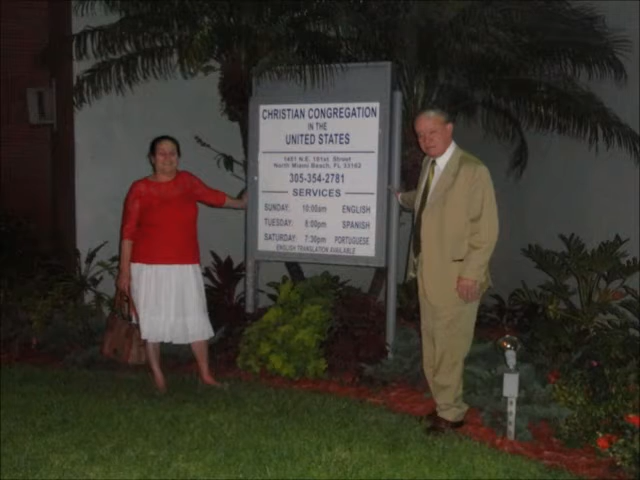 CHRISTIAN CONGREGATION
IN THE
UNITED STATES
1451 N.E. 191st. Street
North Miami Beach, FL 33162
305-354-2781
SERVICES
SUNDAY: 10:00am ENGLISH
TUESDAY: 8:00pm SPANISH
SATURDAY: 7:30pm PORTUGUESE
ENGLISH TRANSLATION AVAILABLE